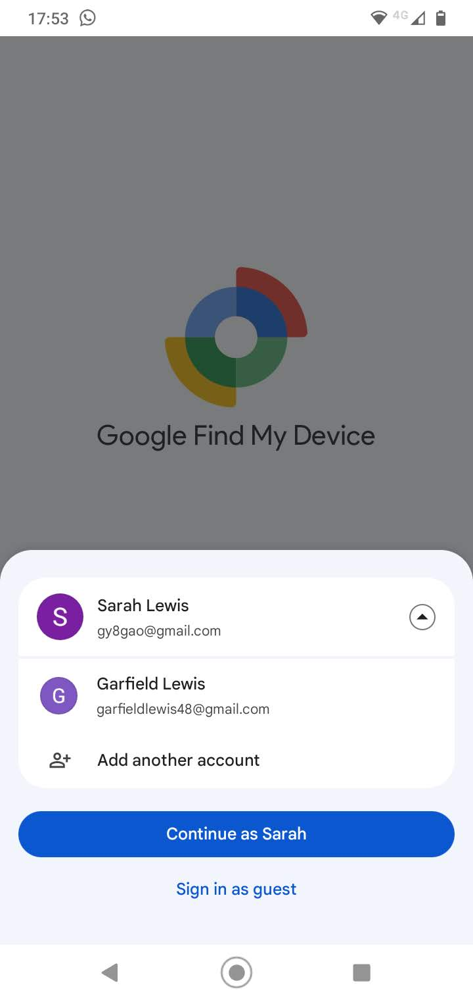 17:53
4G
Google Find My Device
S
Sarah Lewis
gy8gao@gmail.com
G
Garfield Lewis
garfieldlewis48@gmail.com
Add another account
Continue as Sarah
Sign in as guest